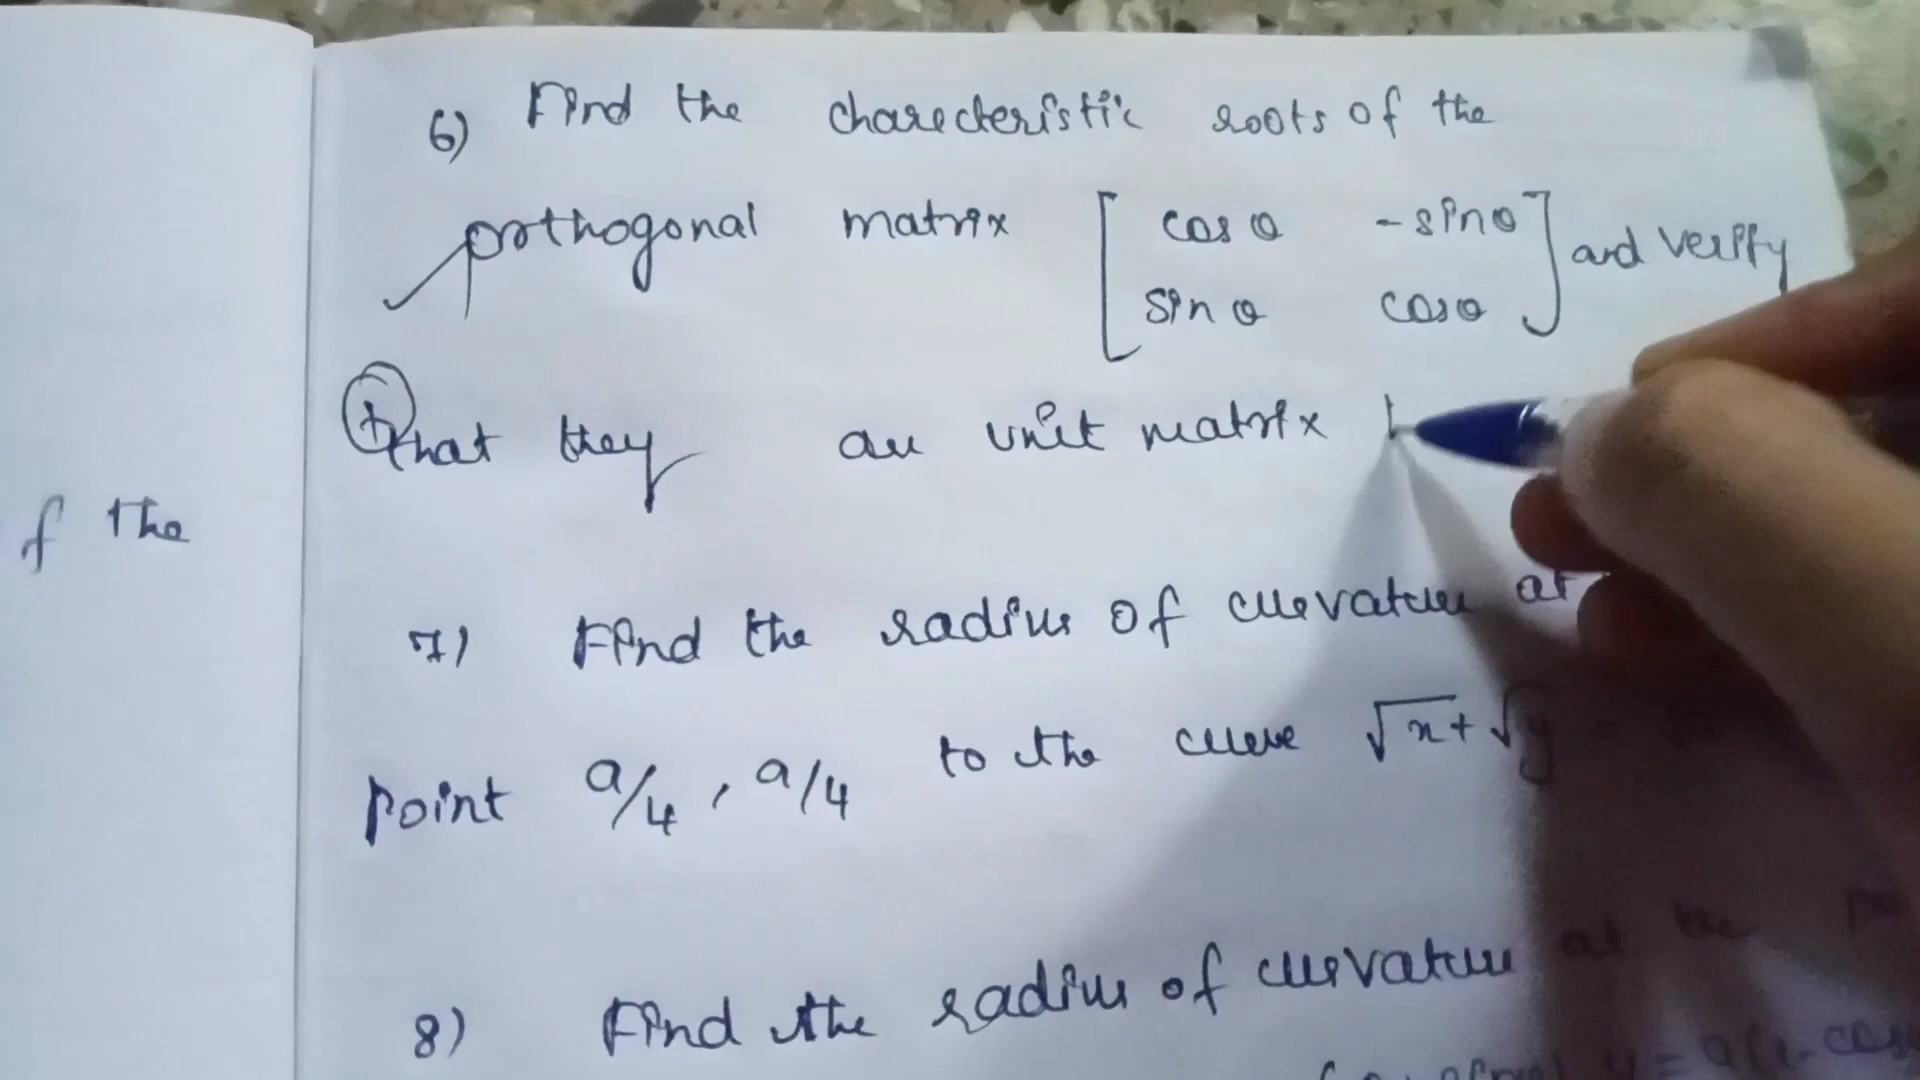 f the
6) Find the charecteristic roots of the
orthogonal matrix [ cos θ -sin θ ] and verify
sin θ cos θ
that they are unit matrix
7) Find the radius of curvature at
point a/4 , a/4 to the curve √x + √y =
8) Find the radius of curvature at the